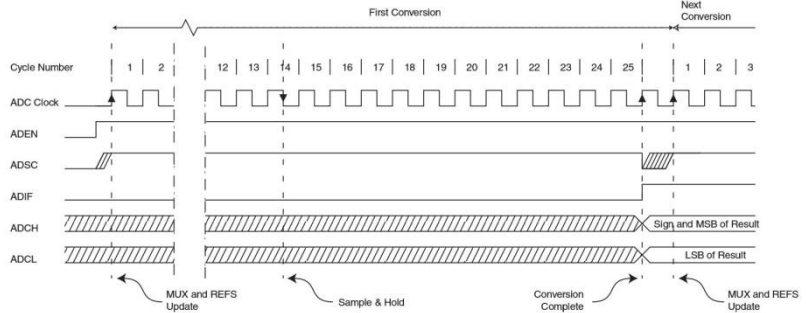 First Conversion
Next
Conversion
Cycle Number 1 2 12 13 14 15 16 17 18 19 20 21 22 23 24 25 1 2 3
ADC Clock
ADEN
ADSC
ADIF
ADCH Sign and MSB of Result
ADCL LSB of Result
MUX and REFS
Update
Sample & Hold
Conversion
Complete
MUX and REFS
Update